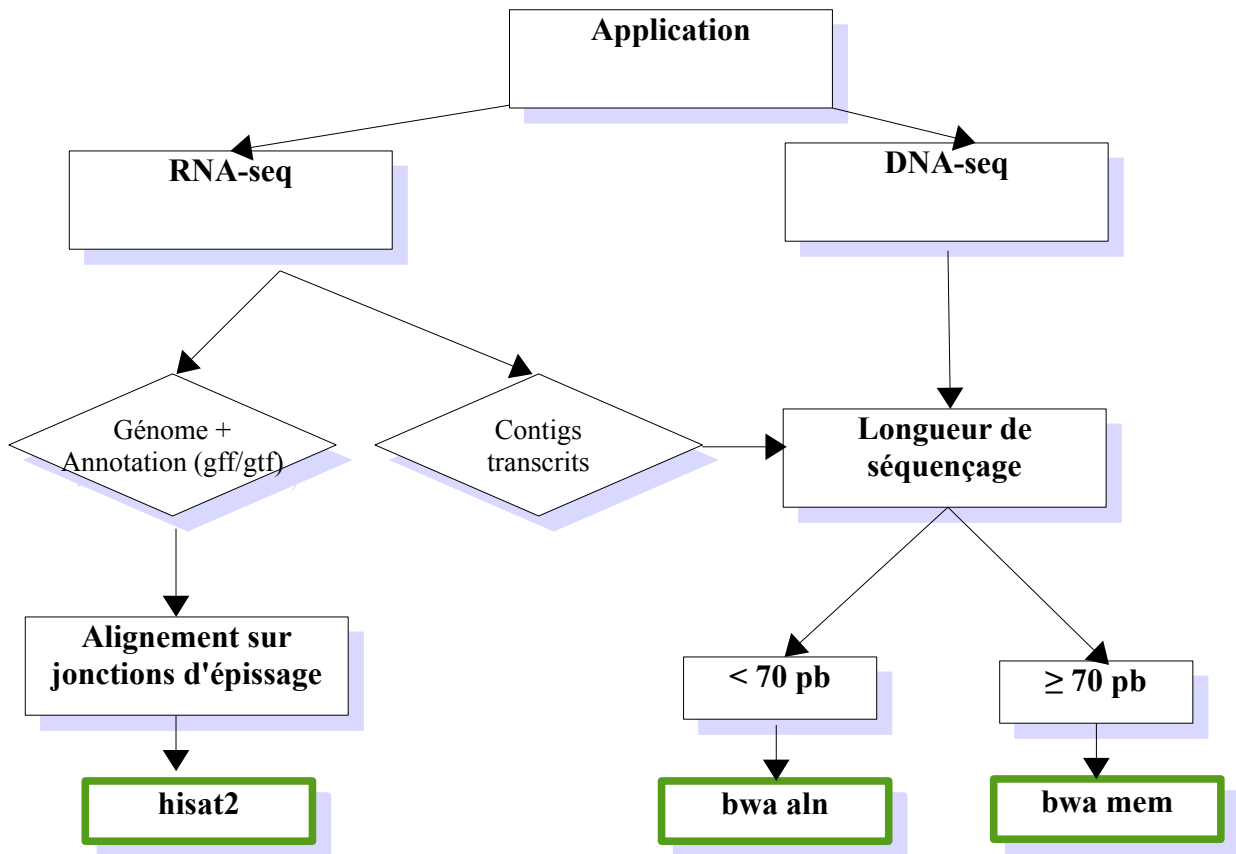 Application
RNA-seq
DNA-seq
Génome +
Annotation (gff/gtf)
Contigs
transcrits
Longueur de
séquençage
Alignement sur
jonctions d'épissage
< 70 pb
≥ 70 pb
hisat2
bwa aln
bwa mem